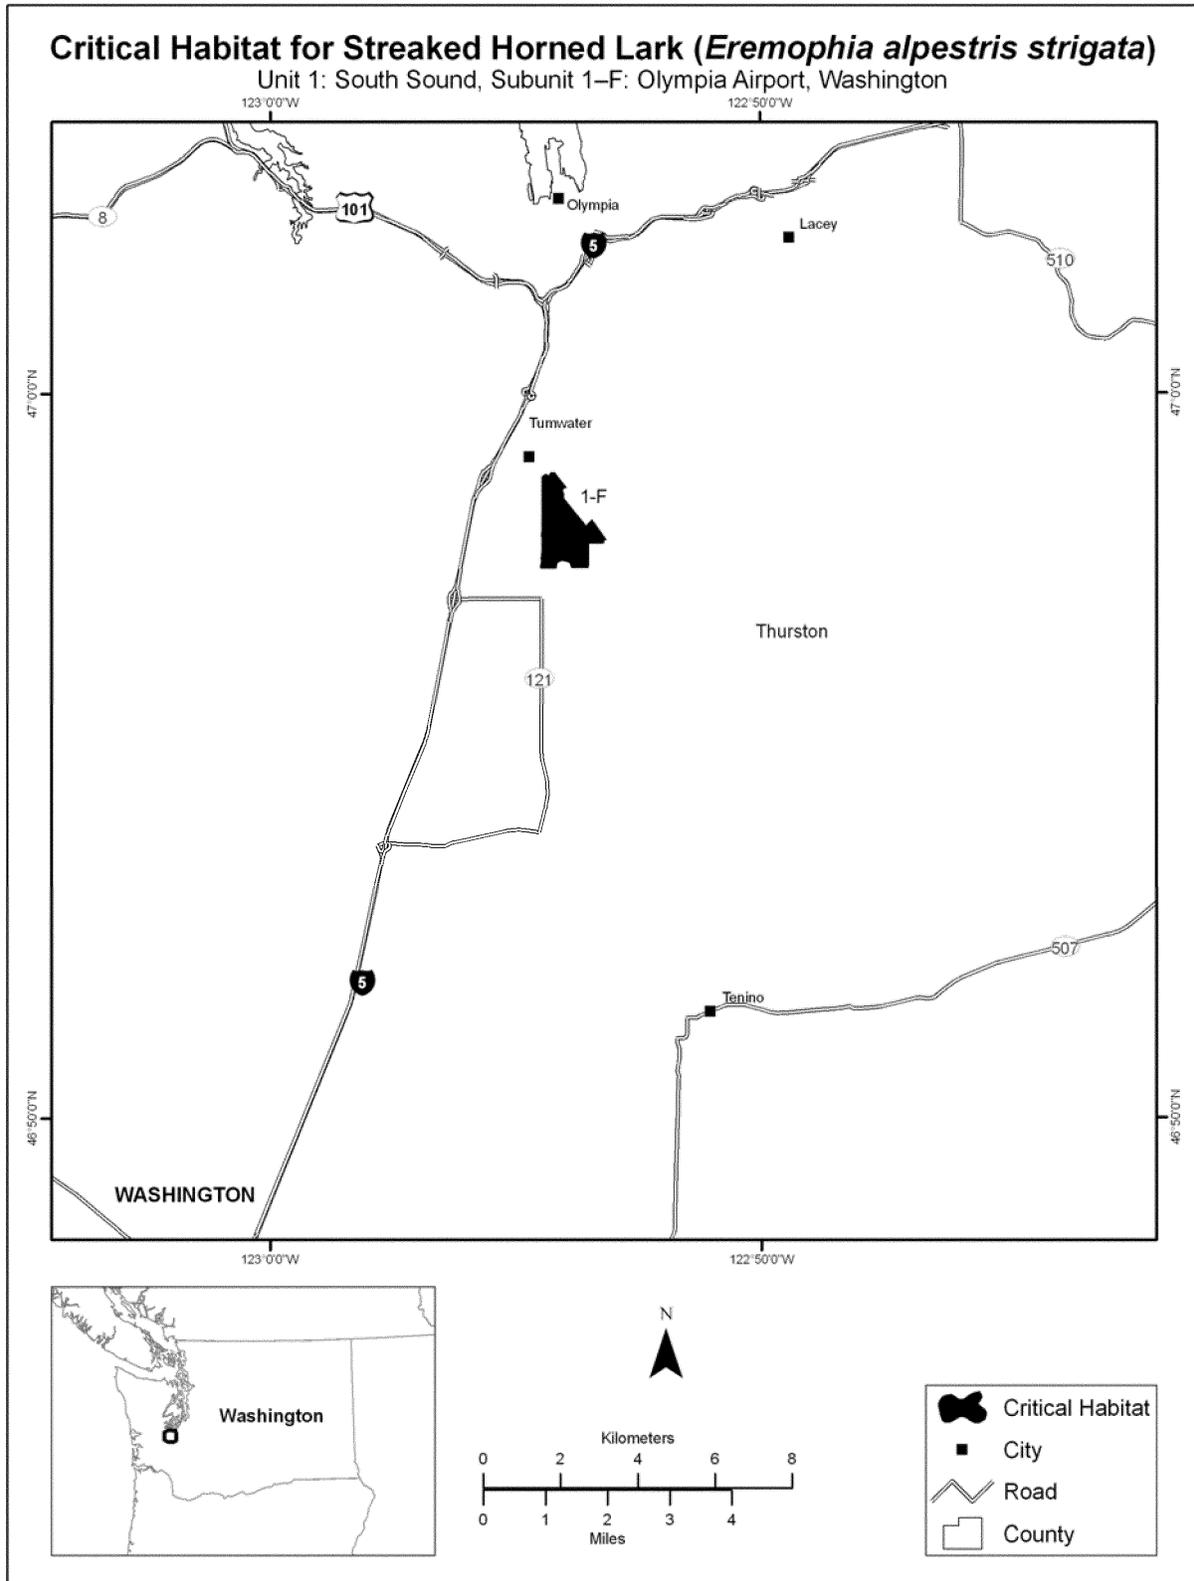 Critical Habitat for Streaked Horned Lark (Eremophia alpestris strigata)
Unit 1: South Sound, Subunit 1–F: Olympia Airport, Washington
123°0'0"W
122°50'0"W
8
101
Olympia
5
Lacey
510
47°0'0"N
47°0'0"N
Tumwater
1-F
Thurston
121
507
5
Tenino
46°50'0"N
46°50'0"N
WASHINGTON
123°0'0"W
122°50'0"W
Washington
N
Kilometers
0 2 4 6 8
0 1 2 3 4
Miles
Critical Habitat
City
Road
County